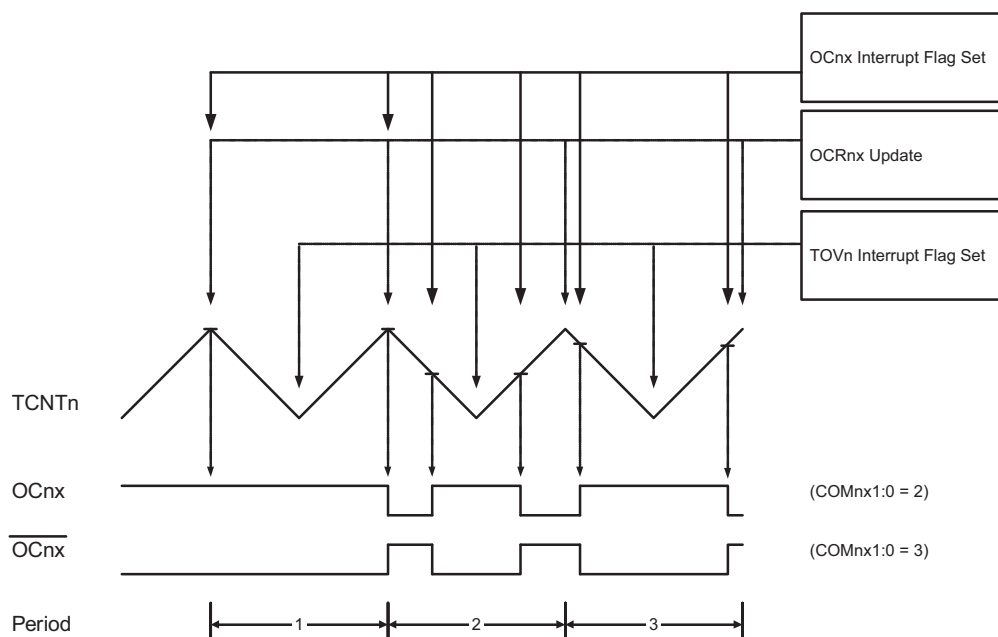 OCnx Interrupt Flag Set
OCRnx Update
TOVn Interrupt Flag Set
TCNTn
OCnx
(COMnx1:0 = 2)
OCnx
(COMnx1:0 = 3)
Period
1
2
3